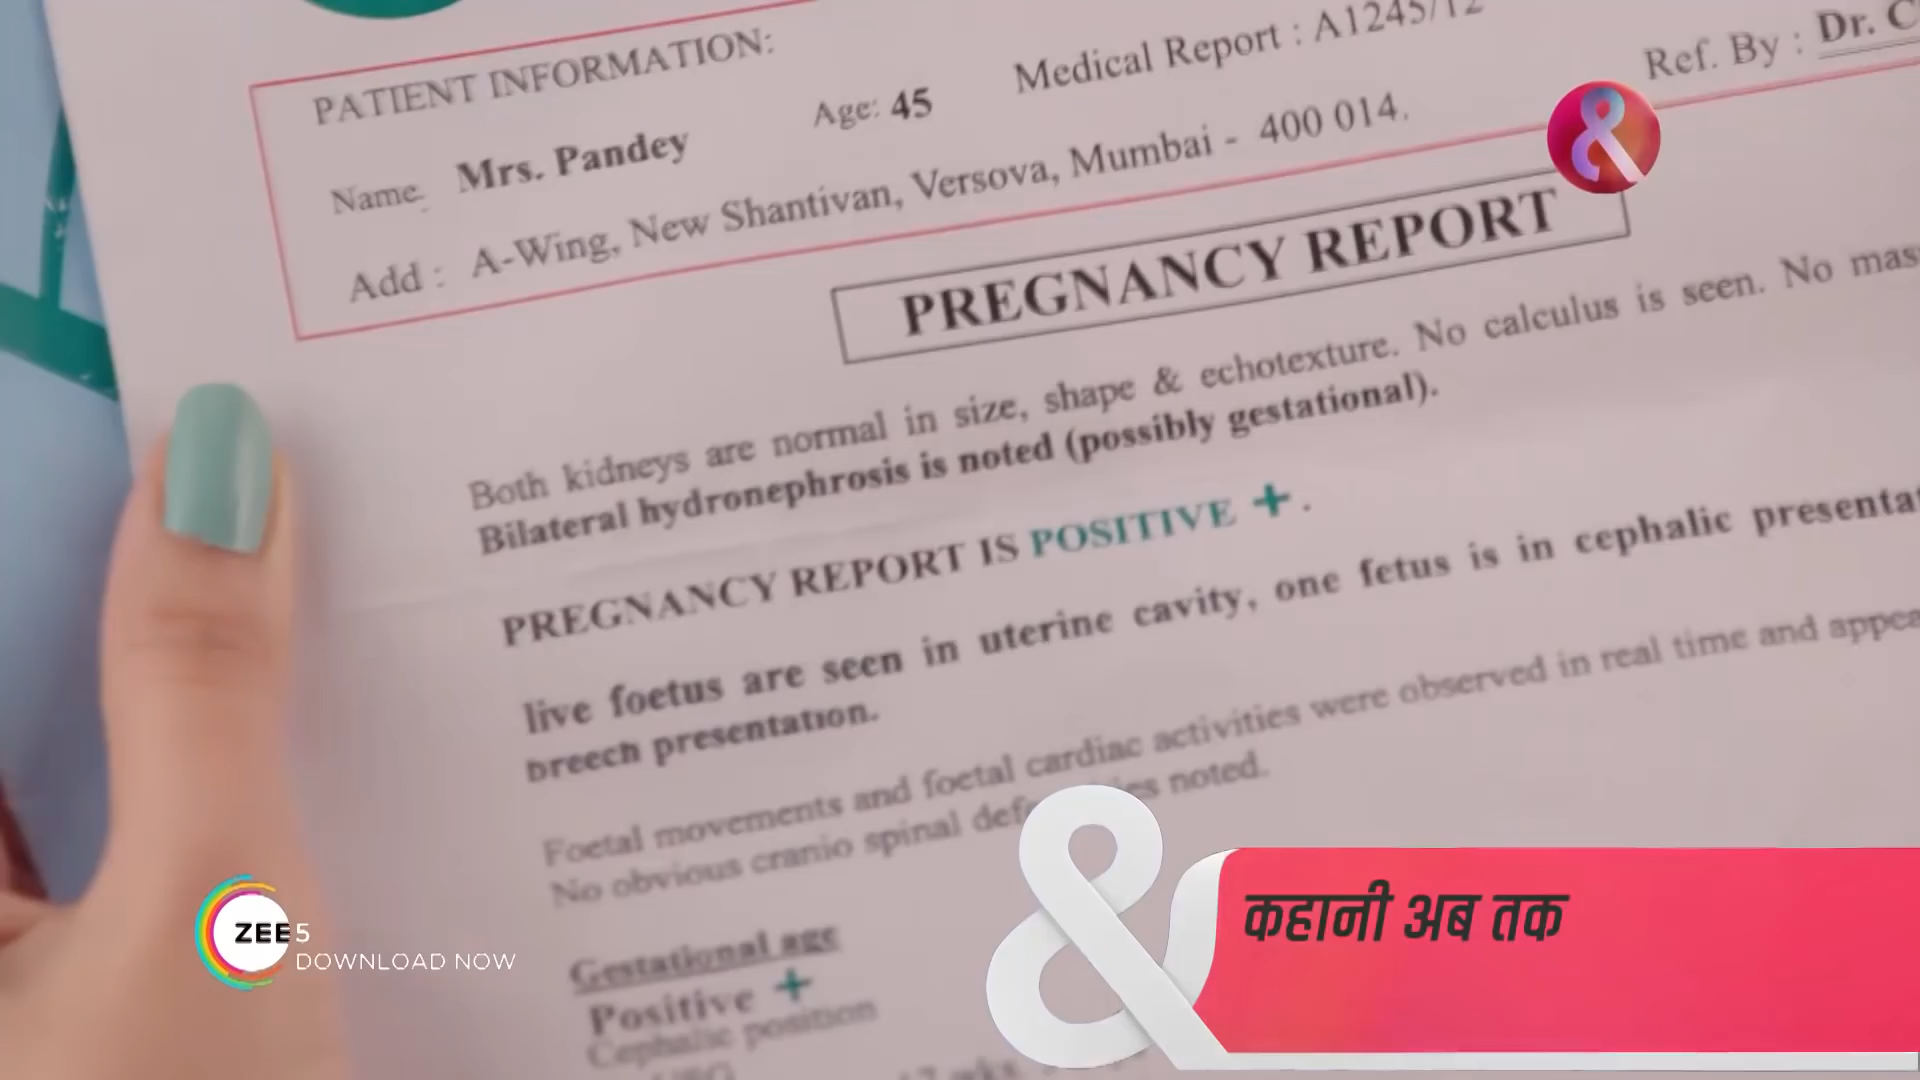 PATIENT INFORMATION:
Name: Mrs. Pandey Age: 45 Medical Report : A1245/12 Ref. By : Dr. C
Add : A-Wing, New Shantivan, Versova, Mumbai - 400 014.
&
PREGNANCY REPORT
Both kidneys are normal in size, shape & echotexture. No calculus is seen. No mas
Bilateral hydronephrosis is noted (possibly gestational).
PREGNANCY REPORT IS POSITIVE + .
live foetus are seen in uterine cavity, one fetus is in cephalic presentat
breech presentation.
Foetal movements and foetal cardiac activities were observed in real time and appea
No obvious cranio spinal noted.
Gestational age
Positive +
Cephalic position
&
कहानी अब तक
ZEE5
DOWNLOAD NOW